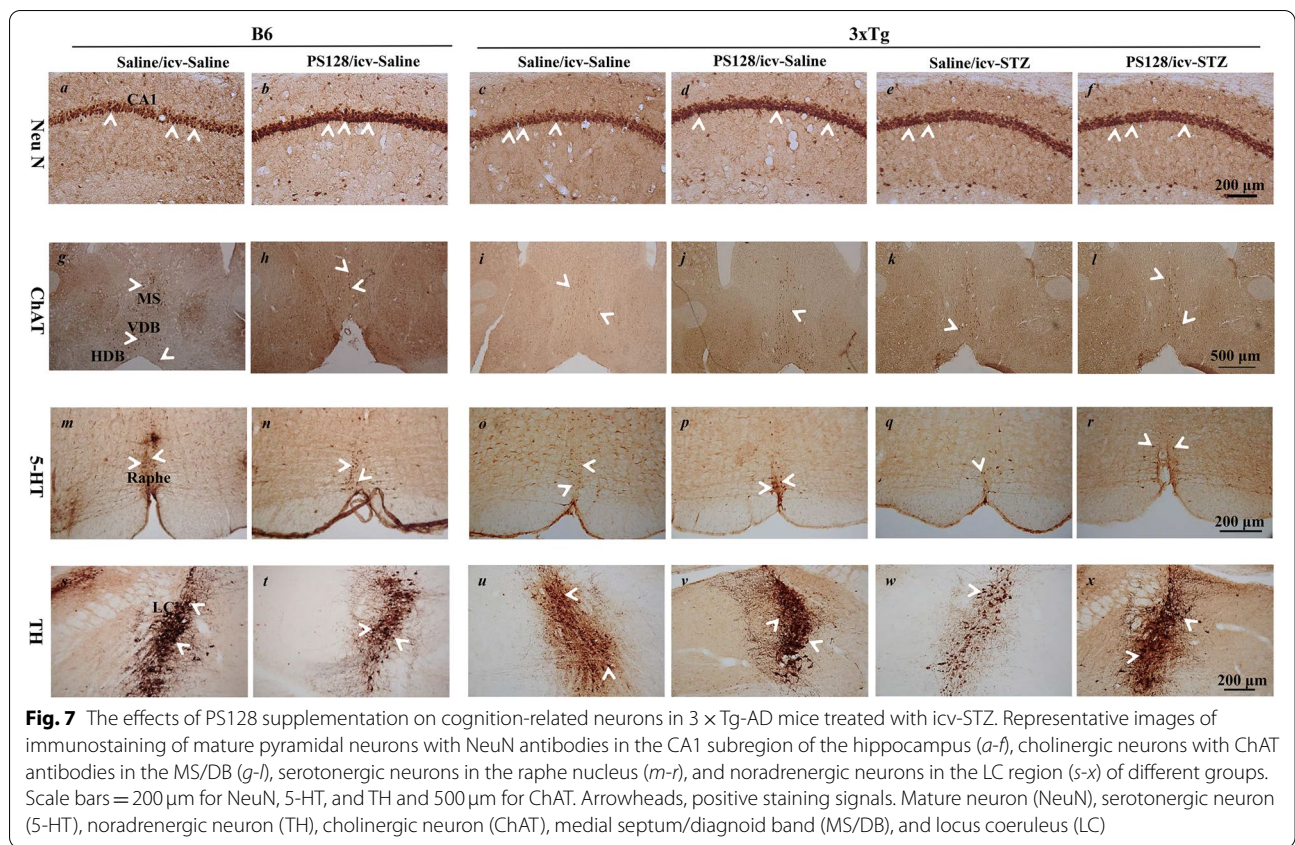 B6
3xTg
Saline/icv-Saline
PS128/icv-Saline
Saline/icv-Saline
PS128/icv-Saline
Saline/icv-STZ
PS128/icv-STZ
Neu N
a
CA1
b
c
d
e
f
200 μm
ChAT
g
MS
VDB
HDB
h
i
j
k
l
500 μm
5-HT
m
Raphe
n
o
p
q
r
200 μm
TH
s
LC
t
u
v
w
x
200 μm
Fig. 7 The effects of PS128 supplementation on cognition-related neurons in 3 × Tg-AD mice treated with icv-STZ. Representative images of
immunostaining of mature pyramidal neurons with NeuN antibodies in the CA1 subregion of the hippocampus (a-f), cholinergic neurons with ChAT
antibodies in the MS/DB (g-l), serotonergic neurons in the raphe nucleus (m-r), and noradrenergic neurons in the LC region (s-x) of different groups.
Scale bars = 200 μm for NeuN, 5-HT, and TH and 500 μm for ChAT. Arrowheads, positive staining signals. Mature neuron (NeuN), serotonergic neuron
(5-HT), noradrenergic neuron (TH), cholinergic neuron (ChAT), medial septum/diagnoid band (MS/DB), and locus coeruleus (LC)